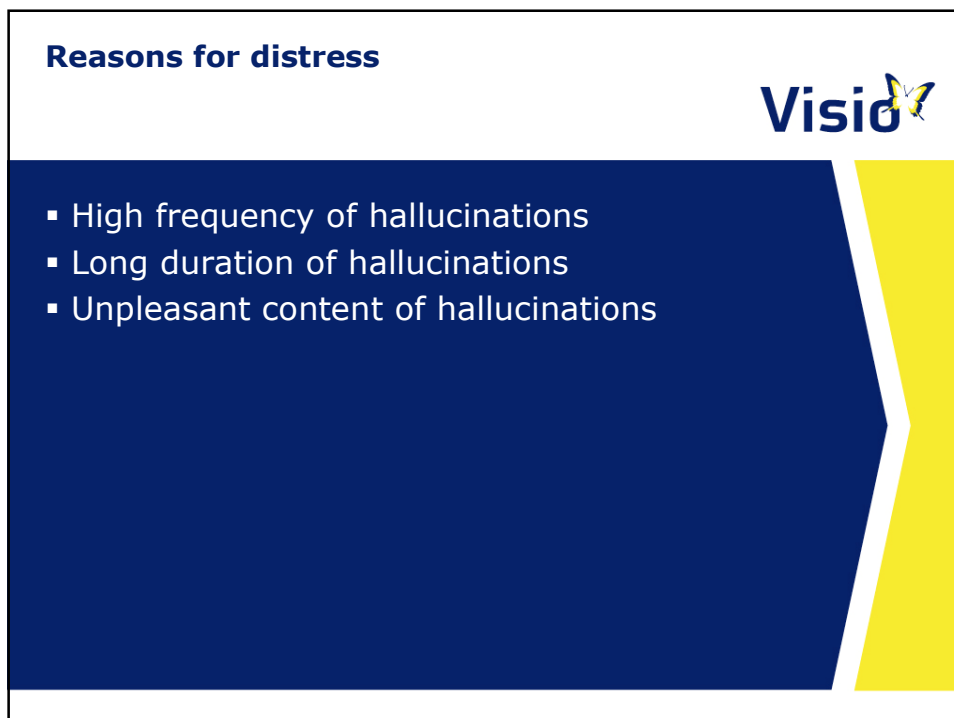 Reasons for distress
Visio
▪ High frequency of hallucinations
▪ Long duration of hallucinations
▪ Unpleasant content of hallucinations